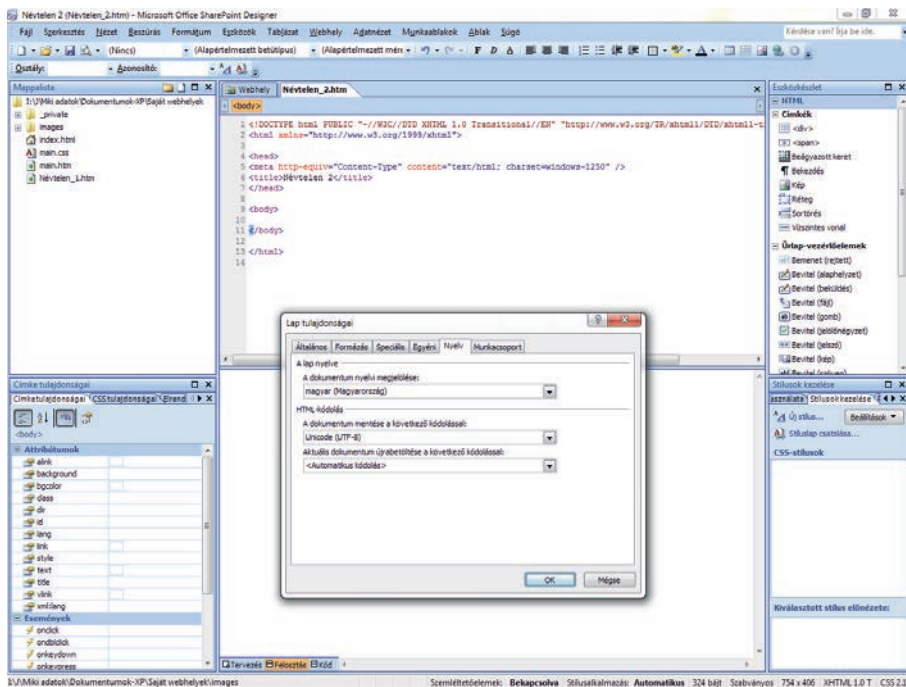 Névtelen 2 (Névtelen_2.htm) - Microsoft Office SharePoint Designer
Fájl Szerkesztés Nézet Beszúrás Formátum Eszközök Táblázat Webhely Adatnézet Munkaablakok Ablak Súgó
Kérdése van? Írja be ide.
(Nincs) (Alapértelmezett betűtípus) (Alapértelmezett mére F D A
Osztály: Azonosító:
Mappalista
I:\J\Miki adatok\Dokumentumok-XP\Saját webhelyek
_private
images
index.html
main.css
main.htm
Névtelen_1.htm
Webhely Névtelen_2.htm
<body>
1 <!DOCTYPE html PUBLIC "-//W3C//DTD XHTML 1.0 Transitional//EN" "http://www.w3.org/TR/xhtml1/DTD/xhtml1-t
2 <html xmlns="http://www.w3.org/1999/xhtml">
3
4 <head>
5 <meta http-equiv="Content-Type" content="text/html; charset=windows-1250" />
6 <title>Névtelen 2</title>
7 </head>
8
9 <body>
10
11 </body>
12
13 </html>
14
Eszközkészlet
HTML
Címkék
<div>
<span>
Beágyazott keret
Bekezdés
Kép
Réteg
Sortörés
Vízszintes vonal
Űrlap-vezérlőelemek
Bemenet (rejtett)
Bevitel (alaphelyzet)
Bevitel (beküldés)
Bevitel (fájl)
Bevitel (gomb)
Bevitel (jelölőnégyzet)
Bevitel (jelszó)
Bevitel (kép)
Lap tulajdonságai
Általános Formázás Speciális Egyéni Nyelv Munkacsoport
A lap nyelve
A dokumentum nyelvi megjelölése:
magyar (Magyarország)
HTML-kódolás
A dokumentum mentése a következő kódolással:
Unicode (UTF-8)
Aktuális dokumentum újrabetöltése a következő kódolással:
<Automatikus kódolás>
OK Mégse
Címke tulajdonságai
Címketulajdonságai CSS tulajdonságai Elrend
<body>
Attribútumok
alink
background
bgcolor
class
dir
id
lang
link
style
text
title
vlink
xml:lang
Események
onclick
ondblclick
onkeydown
onkeypress
Stílusok kezelése
Stílusok kezelése
Új stílus... Beállítások
Stíluslap csatolása...
CSS-stílusok
Kiválasztott stílus előnézete:
Tervezés Felosztás Kód
I:\J\Miki adatok\Dokumentumok-XP\Saját webhelyek\images
Szemléltetőelemek: Bekapcsolva Stílusalkalmazás: Automatikus 324 bájt Szabványos 754 x 406 XHTML 1.0 T CSS 2.1